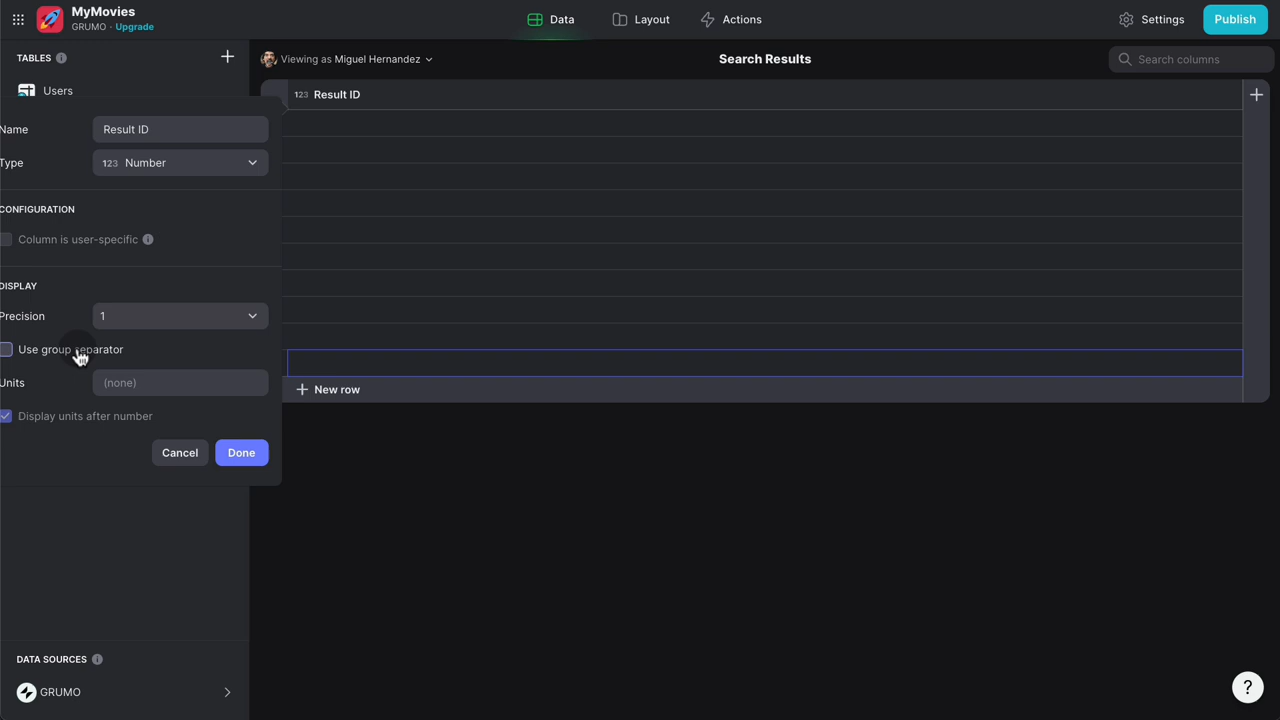 MyMovies
GRUMO · Upgrade
Data
Layout
Actions
Settings
Publish
TABLES
Users
Viewing as Miguel Hernandez
Search Results
Search columns
123 Result ID
Name
Result ID
Type
123 Number
CONFIGURATION
Column is user-specific
DISPLAY
Precision
1
Use group separator
Units
(none)
Display units after number
Cancel
Done
New row
DATA SOURCES
GRUMO
?